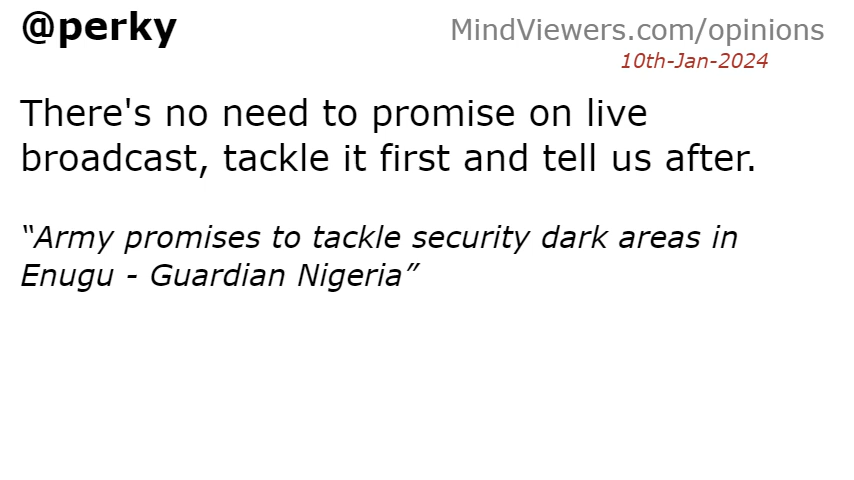 @perky
MindViewers.com/opinions
10th-Jan-2024
There's no need to promise on live
broadcast, tackle it first and tell us after.
“Army promises to tackle security dark areas in
Enugu - Guardian Nigeria”